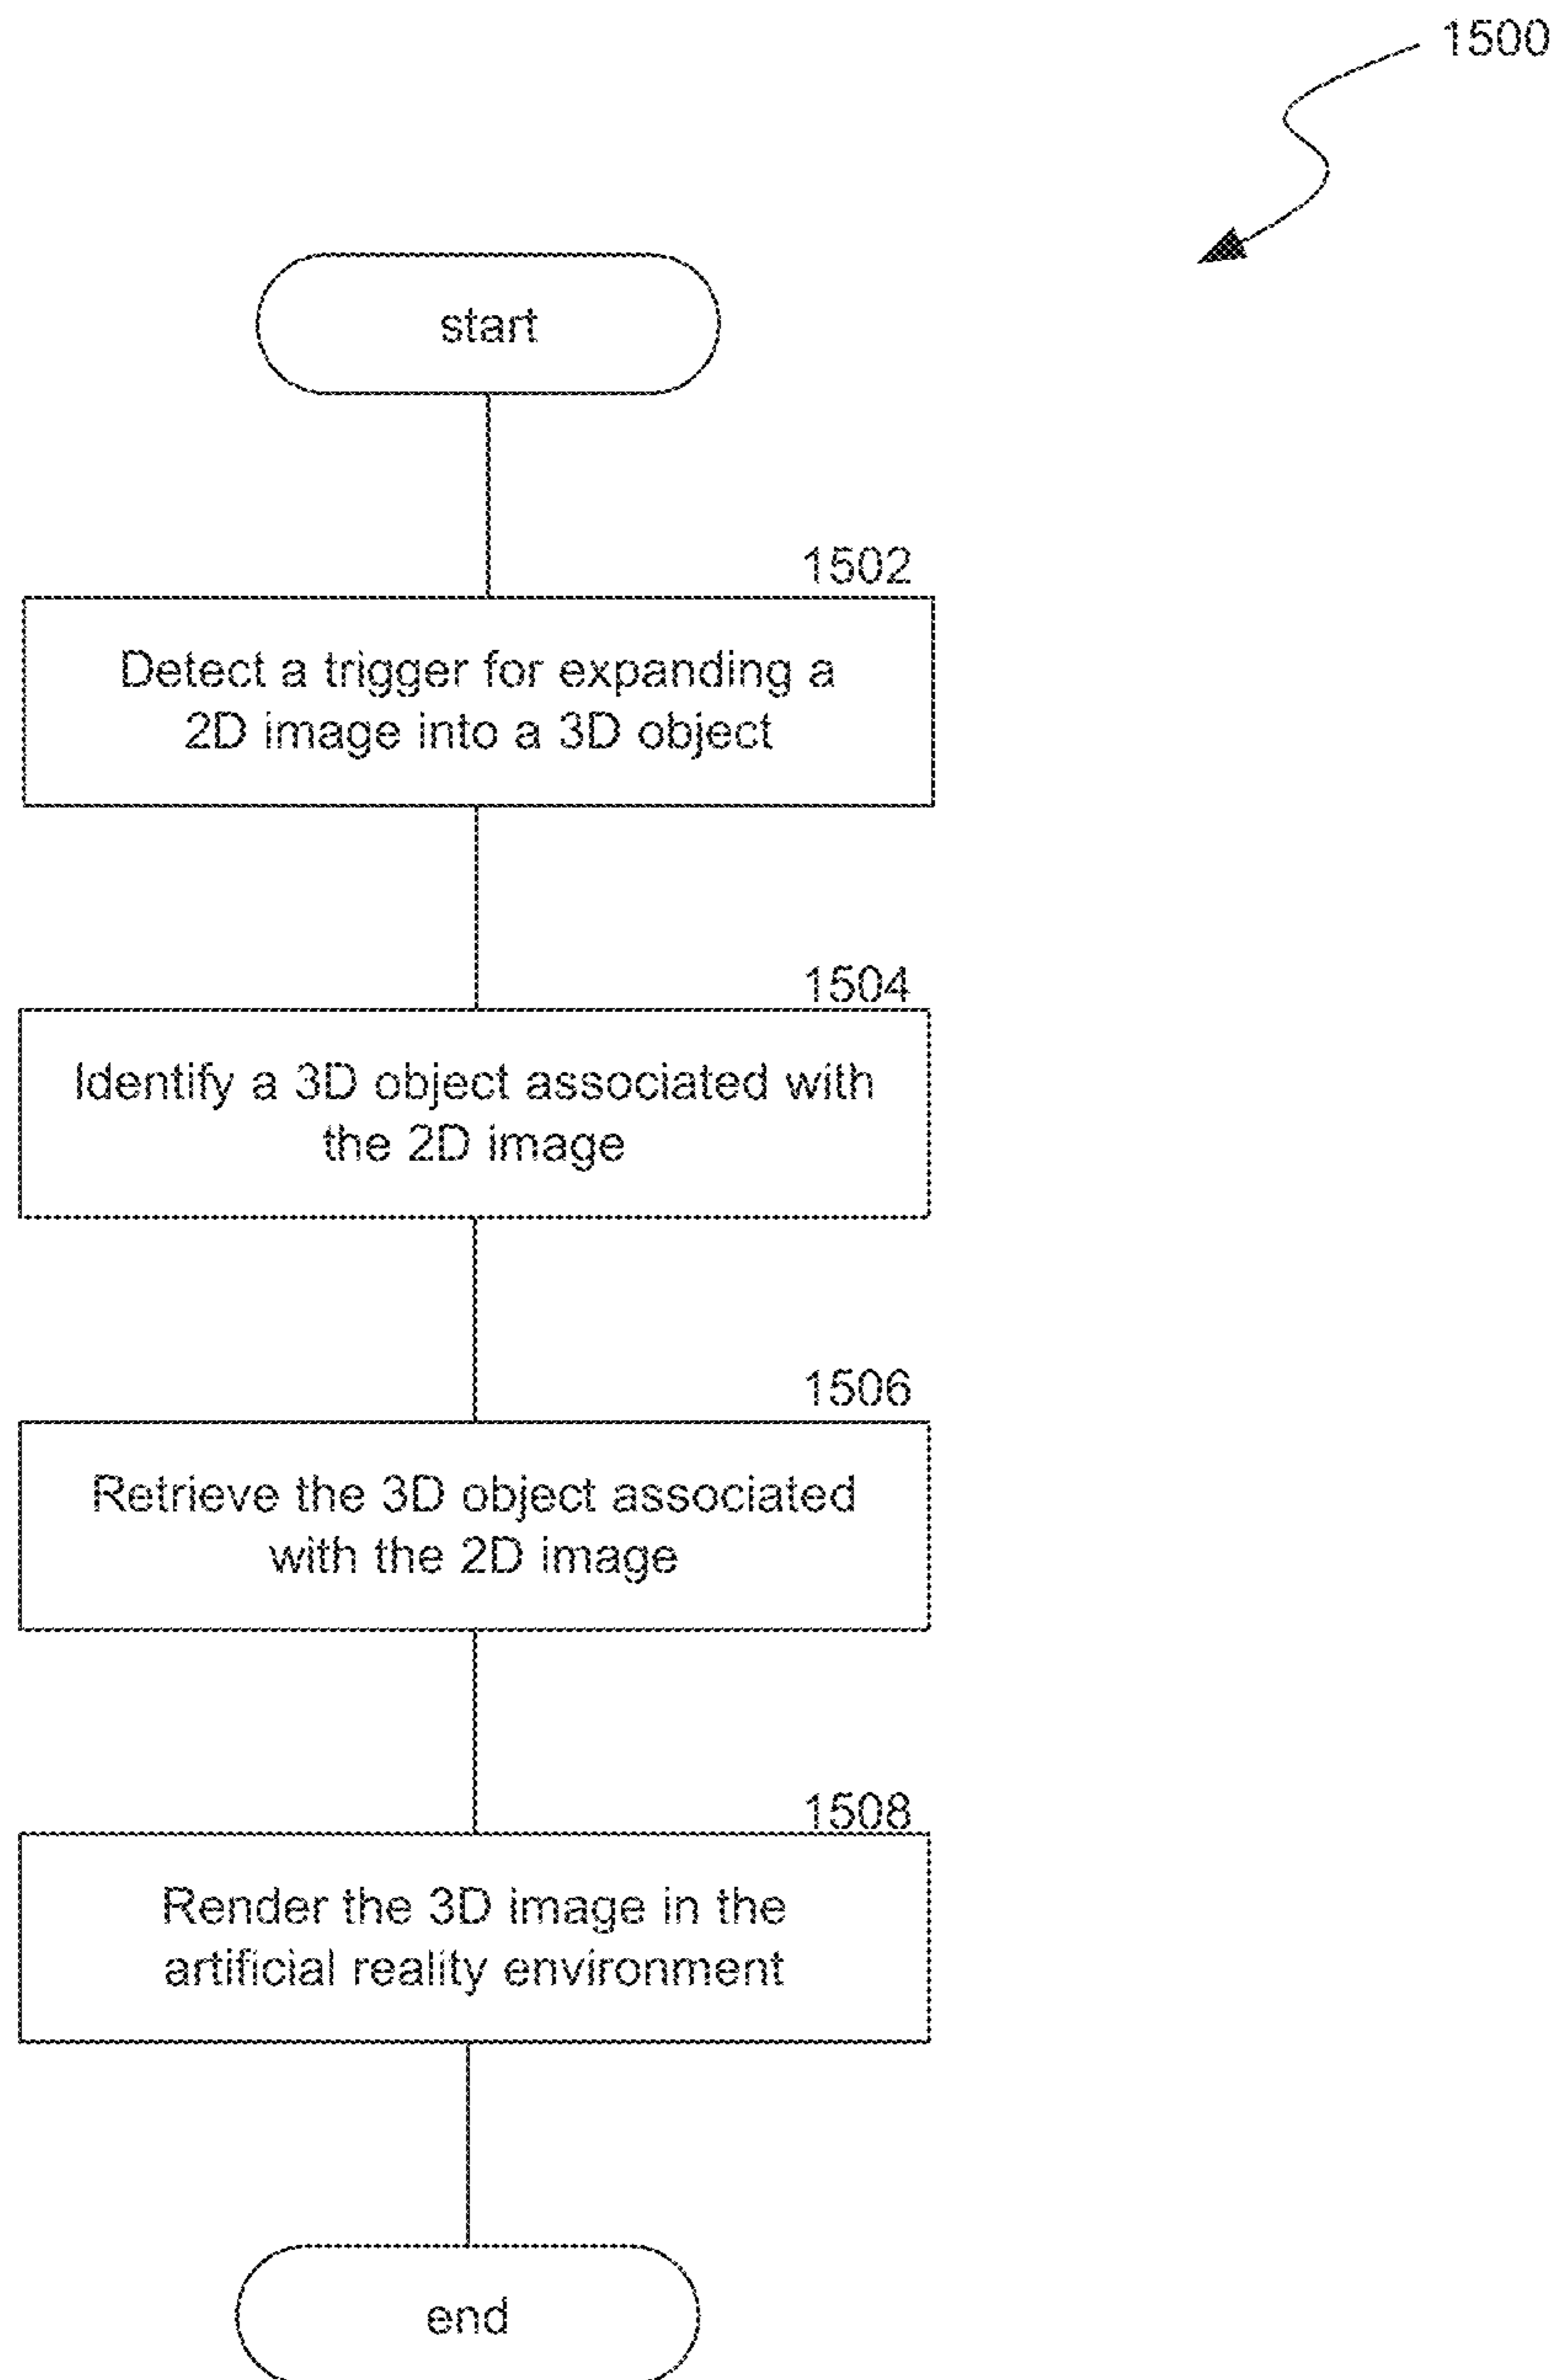 1500
start
1502
Detect a trigger for expanding a
2D image into a 3D object
1504
Identify a 3D object associated with
the 2D image
1506
Retrieve the 3D object associated
with the 2D image
1508
Render the 3D image in the
artificial reality environment
end